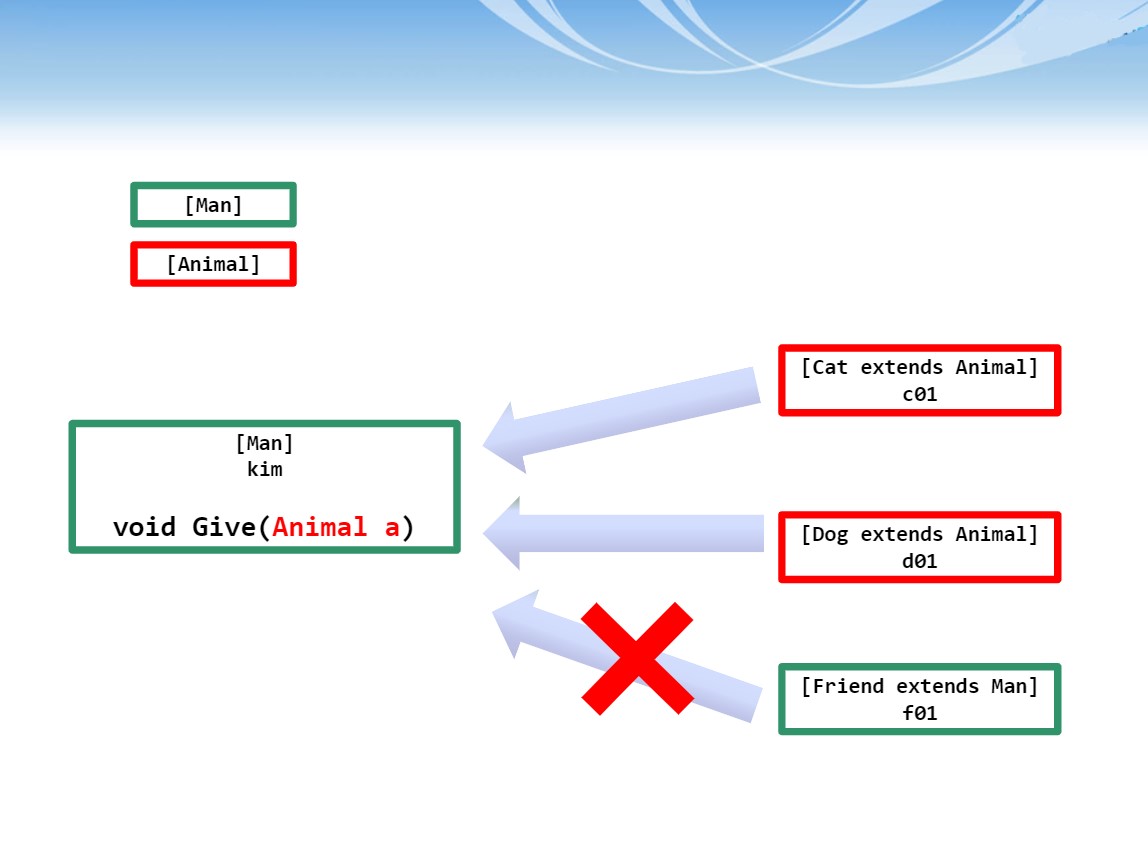 [Man]
[Animal]
[Cat extends Animal]
c01
[Man]
kim
void Give(Animal a)
[Dog extends Animal]
d01
[Friend extends Man]
f01